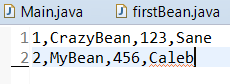 Main.java firstBean.java
1 1,CrazyBean,123,Sane
2 2,MyBean,456,Caleb